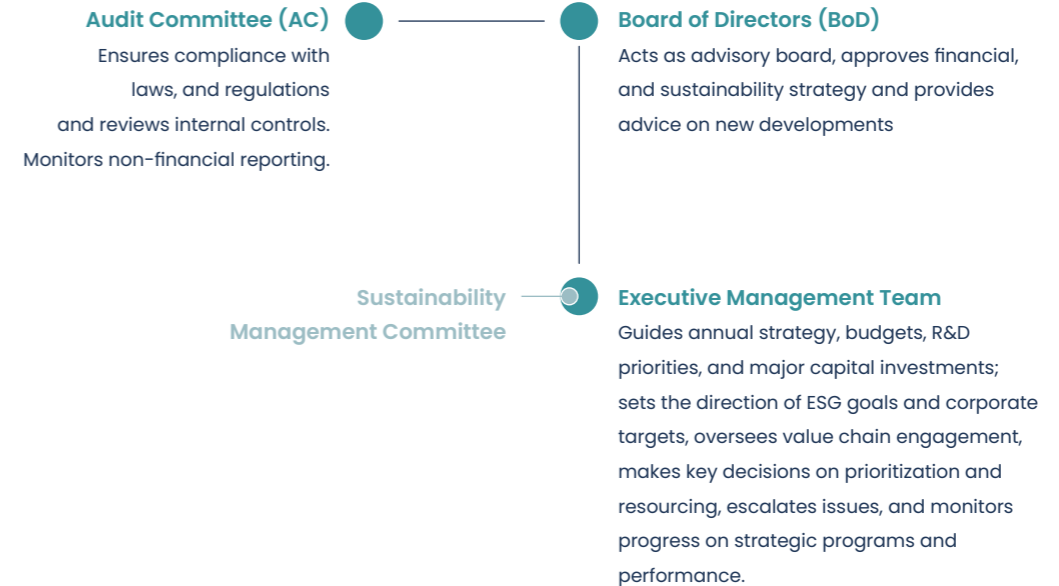 Audit Committee (AC)
Ensures compliance with
laws, and regulations
and reviews internal controls.
Monitors non-financial reporting.
Board of Directors (BoD)
Acts as advisory board, approves financial,
and sustainability strategy and provides
advice on new developments
Sustainability
Management Committee
Executive Management Team
Guides annual strategy, budgets, R&D
priorities, and major capital investments;
sets the direction of ESG goals and corporate
targets, oversees value chain engagement,
makes key decisions on prioritization and
resourcing, escalates issues, and monitors
progress on strategic programs and
performance.